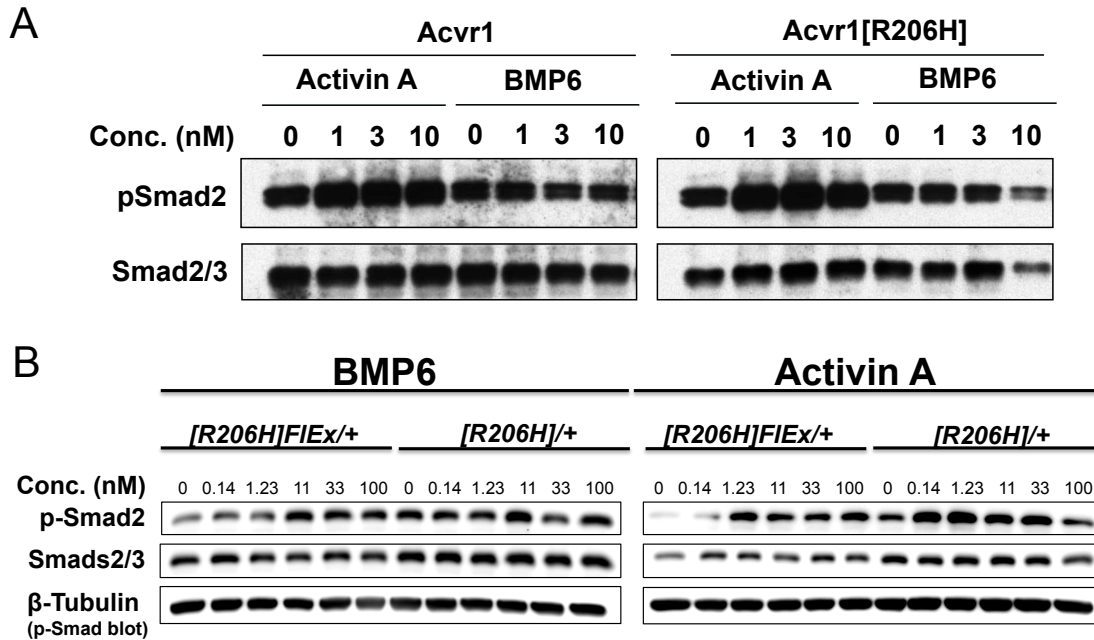 A
Acvr1 Acvr1[R206H]
Activin A BMP6 Activin A BMP6
Conc. (nM) 0 1 3 10 0 1 3 10 0 1 3 10 0 1 3 10
pSmad2
Smad2/3
B
BMP6 Activin A
[R206H]FlEx/+ [R206H]/+ [R206H]FlEx/+ [R206H]/+
Conc. (nM) 0 0.14 1.23 11 33 100 0 0.14 1.23 11 33 100 0 0.14 1.23 11 33 100 0 0.14 1.23 11 33 100
p-Smad2
Smads2/3
β-Tubulin
(p-Smad blot)